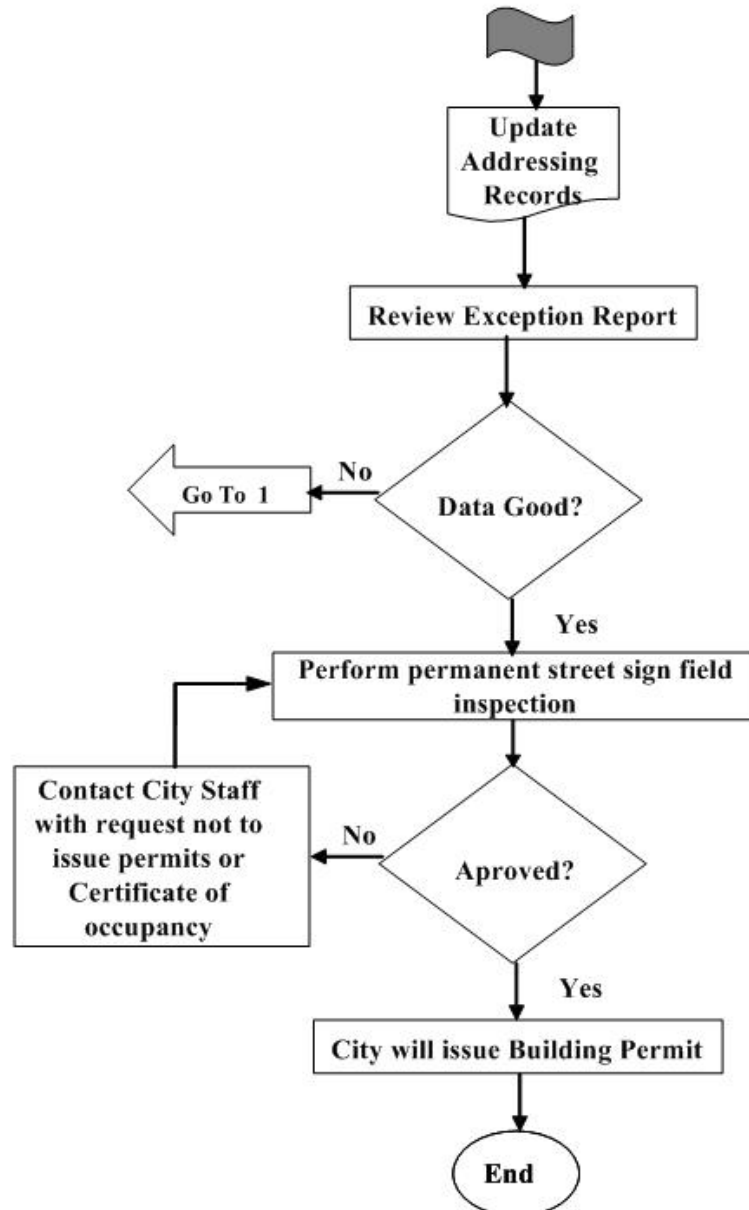 Update
Addressing
Records
Review Exception Report
No
Go To 1
Data Good?
Yes
Perform permanent street sign field
inspection
Contact City Staff
with request not to
issue permits or
Certificate of
occupancy
No
Aproved?
Yes
City will issue Building Permit
End